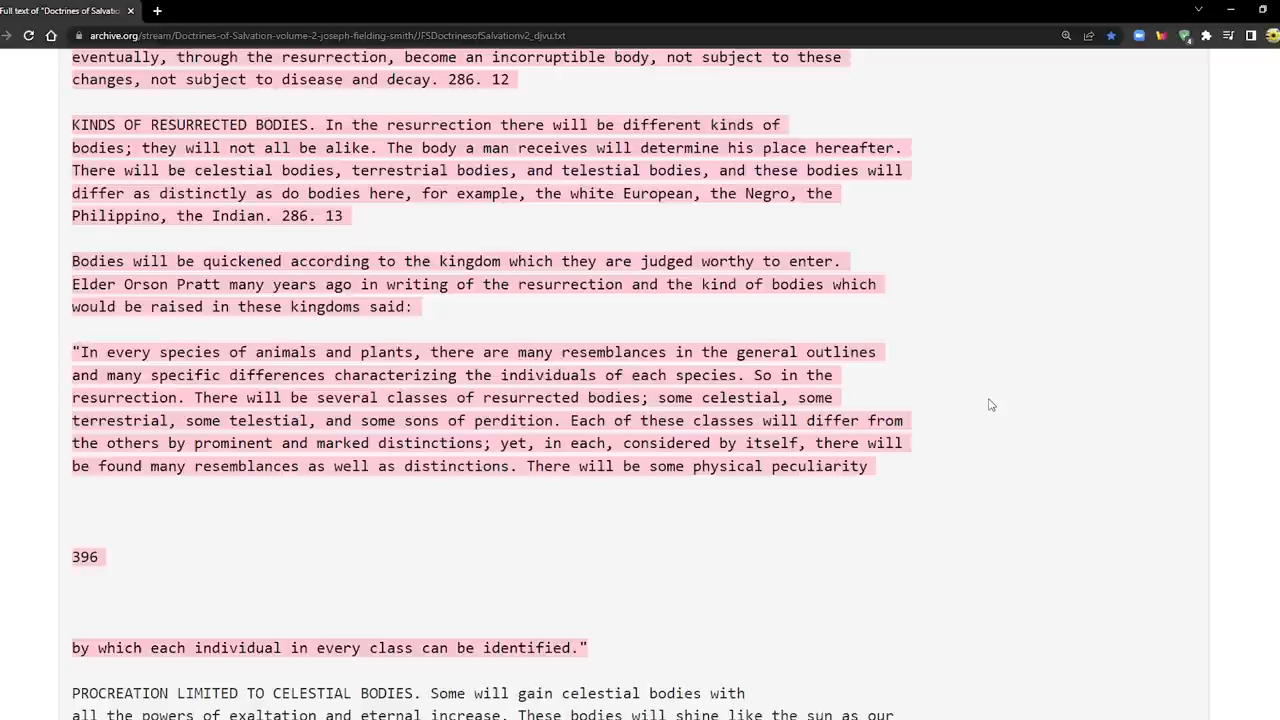 Full text of "Doctrines of Salvatio
archive.org/stream/Doctrines-of-Salvation-volume-2-joseph-fielding-smith/JFSDoctrinesofSalvationv2_djvu.txt
eventually, through the resurrection, become an incorruptible body, not subject to these
changes, not subject to disease and decay. 286. 12
KINDS OF RESURRECTED BODIES. In the resurrection there will be different kinds of
bodies; they will not all be alike. The body a man receives will determine his place hereafter.
There will be celestial bodies, terrestrial bodies, and telestial bodies, and these bodies will
differ as distinctly as do bodies here, for example, the white European, the Negro, the
Philippino, the Indian. 286. 13
Bodies will be quickened according to the kingdom which they are judged worthy to enter.
Elder Orson Pratt many years ago in writing of the resurrection and the kind of bodies which
would be raised in these kingdoms said:
"In every species of animals and plants, there are many resemblances in the general outlines
and many specific differences characterizing the individuals of each species. So in the
resurrection. There will be several classes of resurrected bodies; some celestial, some
terrestrial, some telestial, and some sons of perdition. Each of these classes will differ from
the others by prominent and marked distinctions; yet, in each, considered by itself, there will
be found many resemblances as well as distinctions. There will be some physical peculiarity
396
by which each individual in every class can be identified."
PROCREATION LIMITED TO CELESTIAL BODIES. Some will gain celestial bodies with
all the powers of exaltation and eternal increase. These bodies will shine like the sun as our